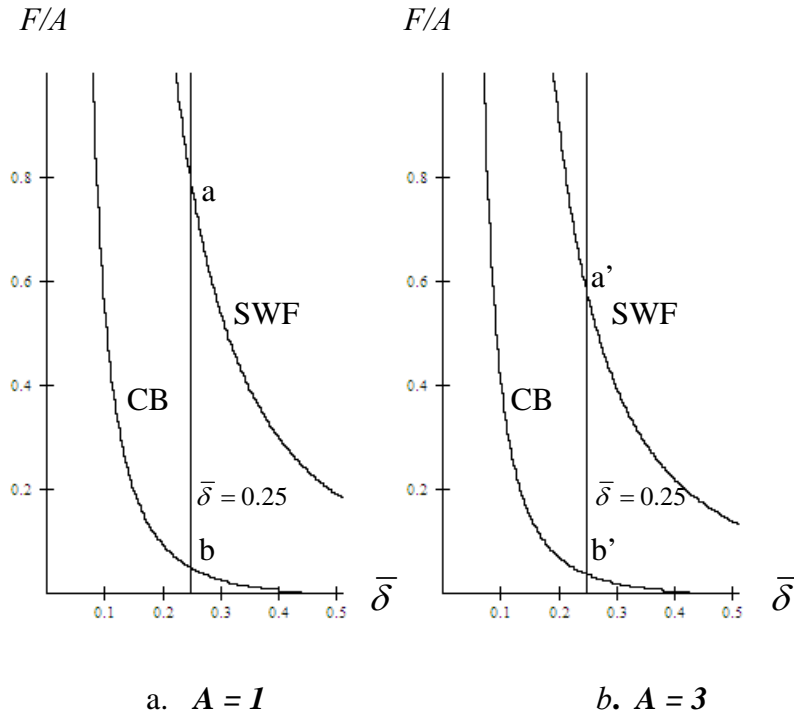 F/A
0.8
0.6
0.4
0.2
a
SWF
CB
δ̅ = 0.25
b
0.1 0.2 0.3 0.4 0.5 δ̅
a. A = 1
F/A
0.8
0.6
0.4
0.2
a’
SWF
CB
δ̅ = 0.25
b’
0.1 0.2 0.3 0.4 0.5 δ̅
b. A = 3